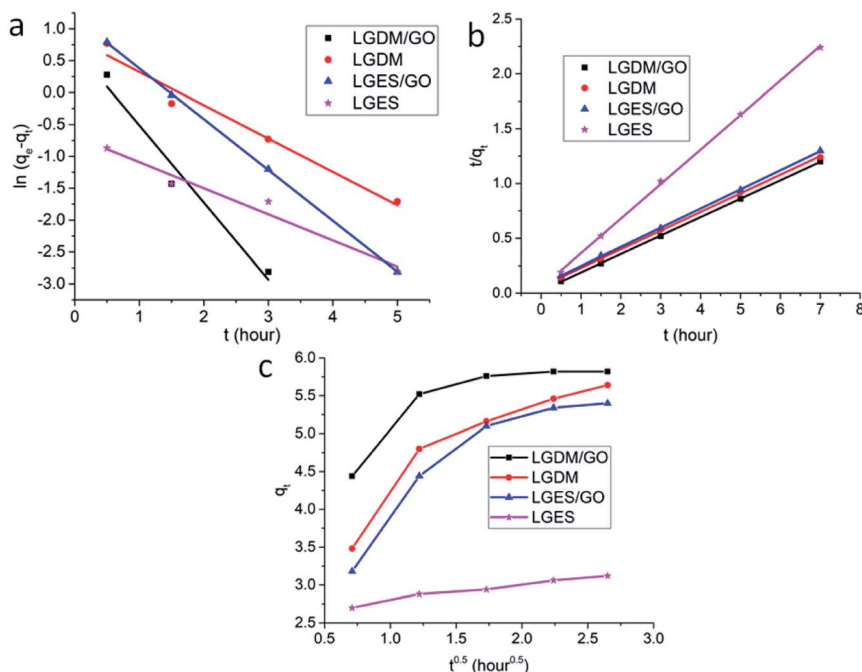 a
ln (qe-qt)
1.0
0.5
0.0
-0.5
-1.0
-1.5
-2.0
-2.5
-3.0
0 1 2 3 4 5
t (hour)
LGDM/GO
LGDM
LGES/GO
LGES
b
t/qt
2.5
2.0
1.5
1.0
0.5
0.0
0 1 2 3 4 5 6 7 8
t (hour)
LGDM/GO
LGDM
LGES/GO
LGES
c
qt
6.0
5.5
5.0
4.5
4.0
3.5
3.0
2.5
0.5 1.0 1.5 2.0 2.5 3.0
t0.5 (hour0.5)
LGDM/GO
LGDM
LGES/GO
LGES